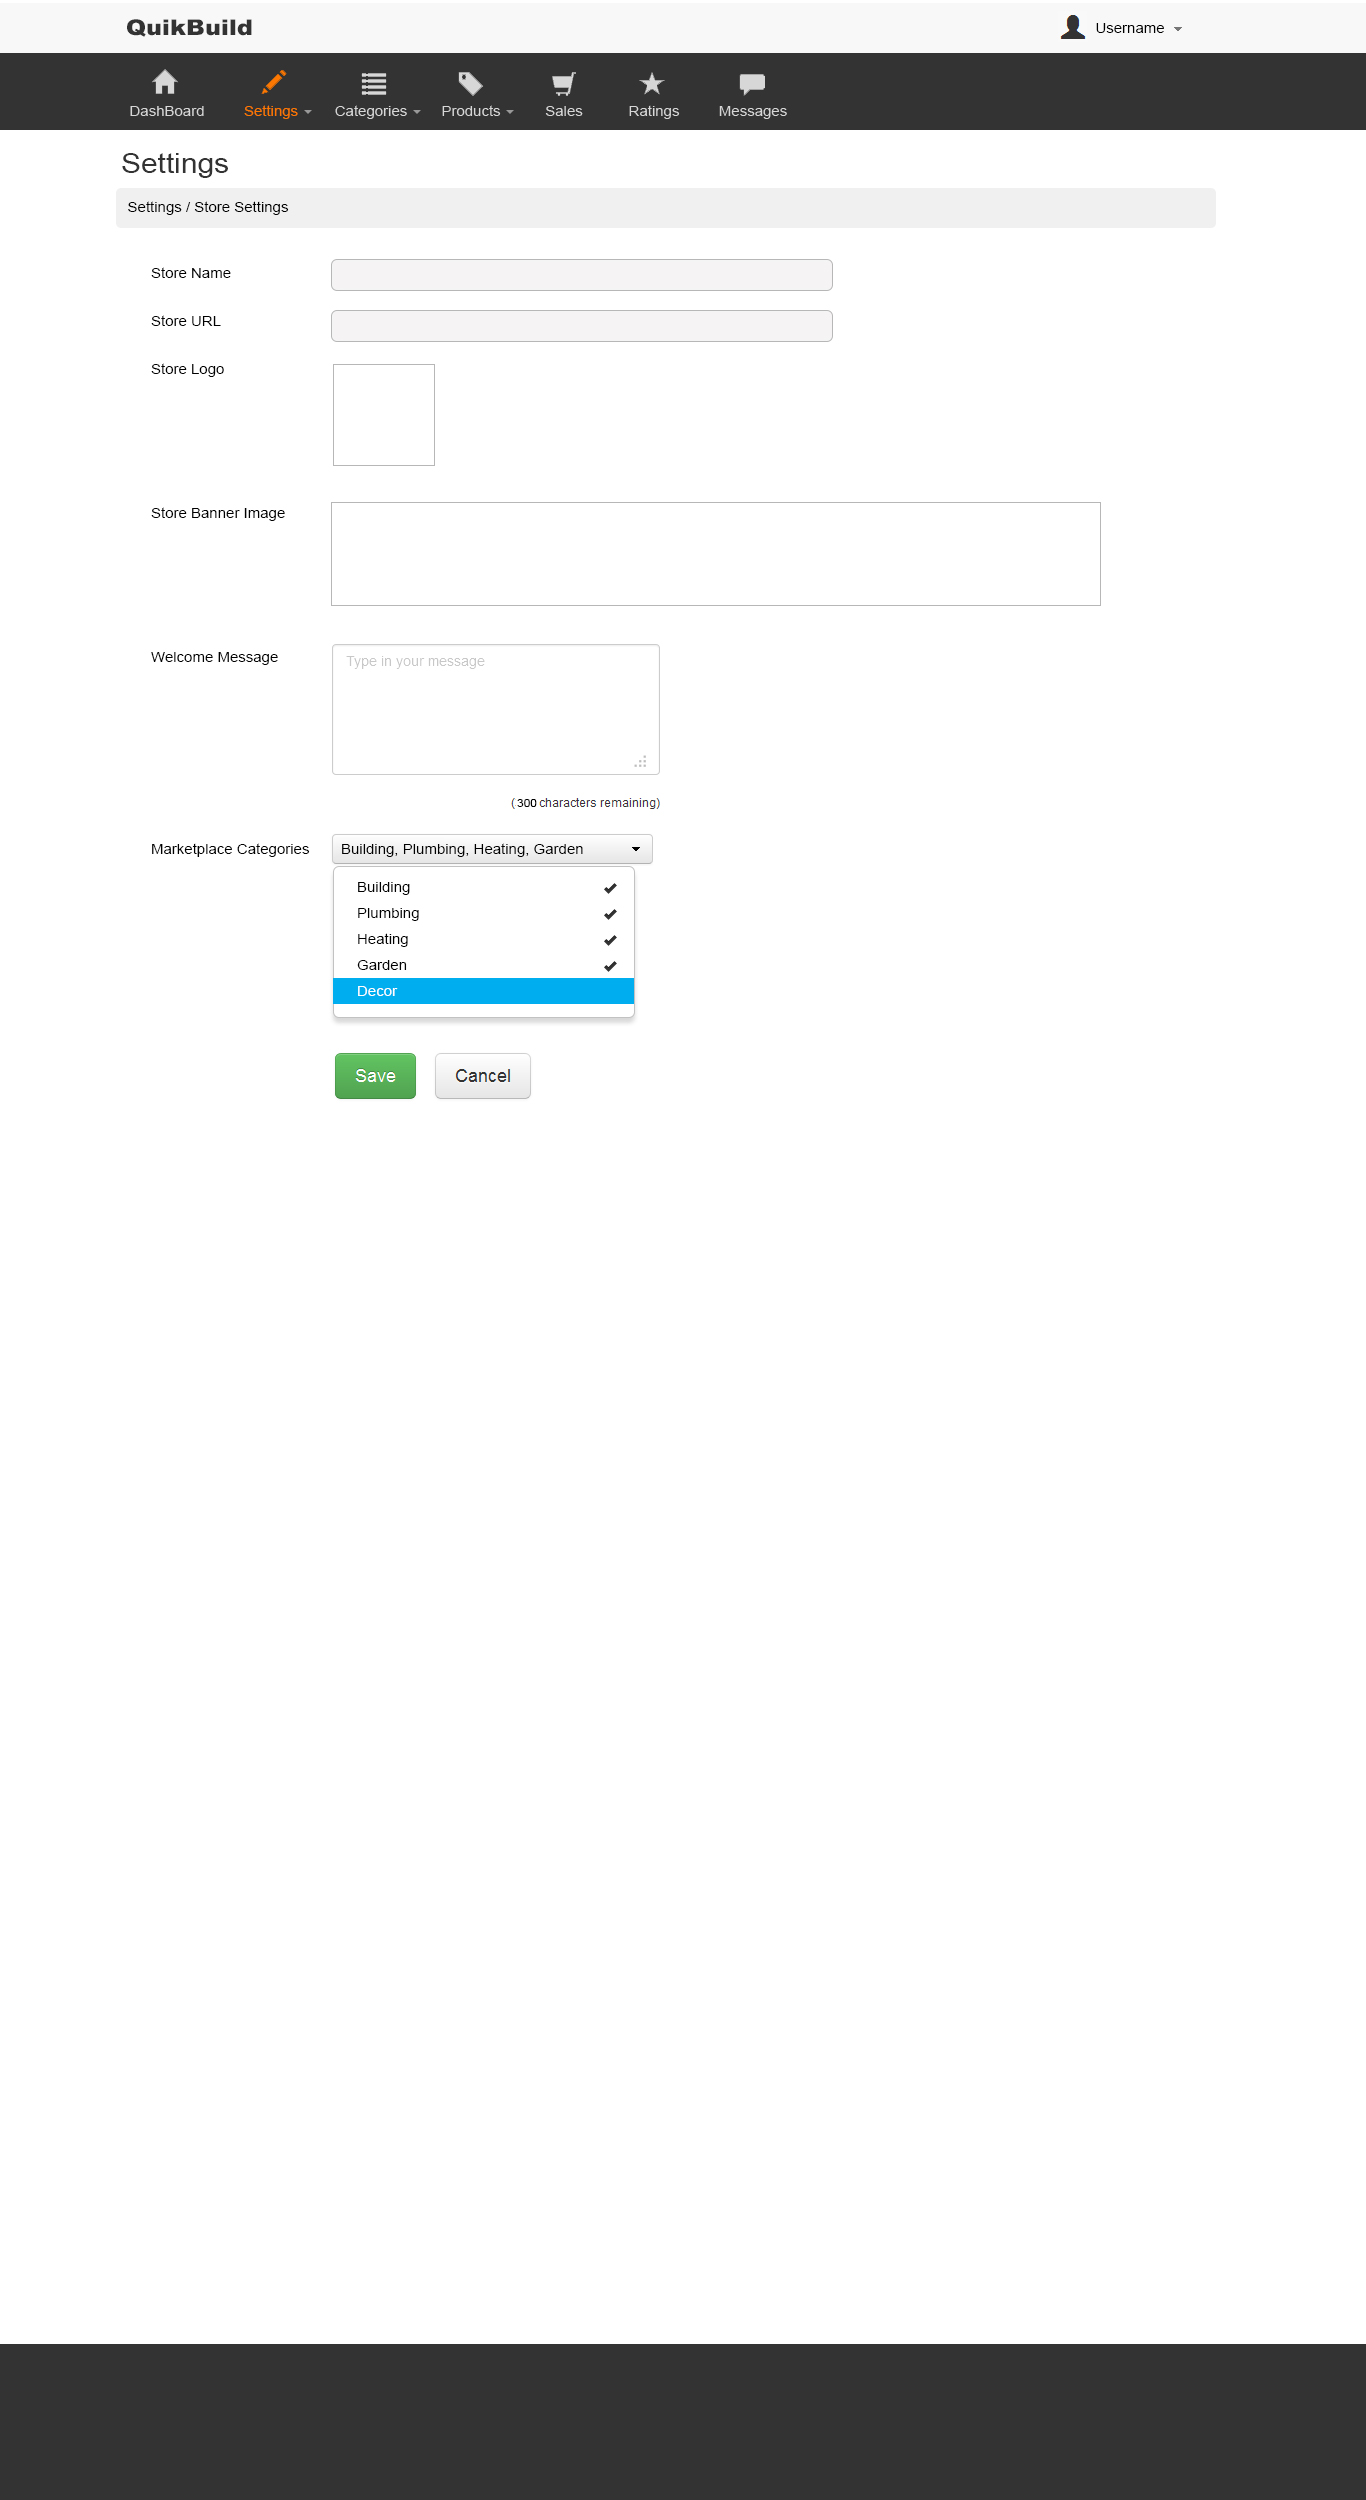 QuikBuild
Username
DashBoard
Settings
Categories
Products
Sales
Ratings
Messages
Settings
Settings / Store Settings
Store Name
Store URL
Store Logo
Store Banner Image
Welcome Message
Type in your message
( 300 characters remaining)
Marketplace Categories
Building, Plumbing, Heating, Garden
Building
Plumbing
Heating
Garden
Decor
Save
Cancel